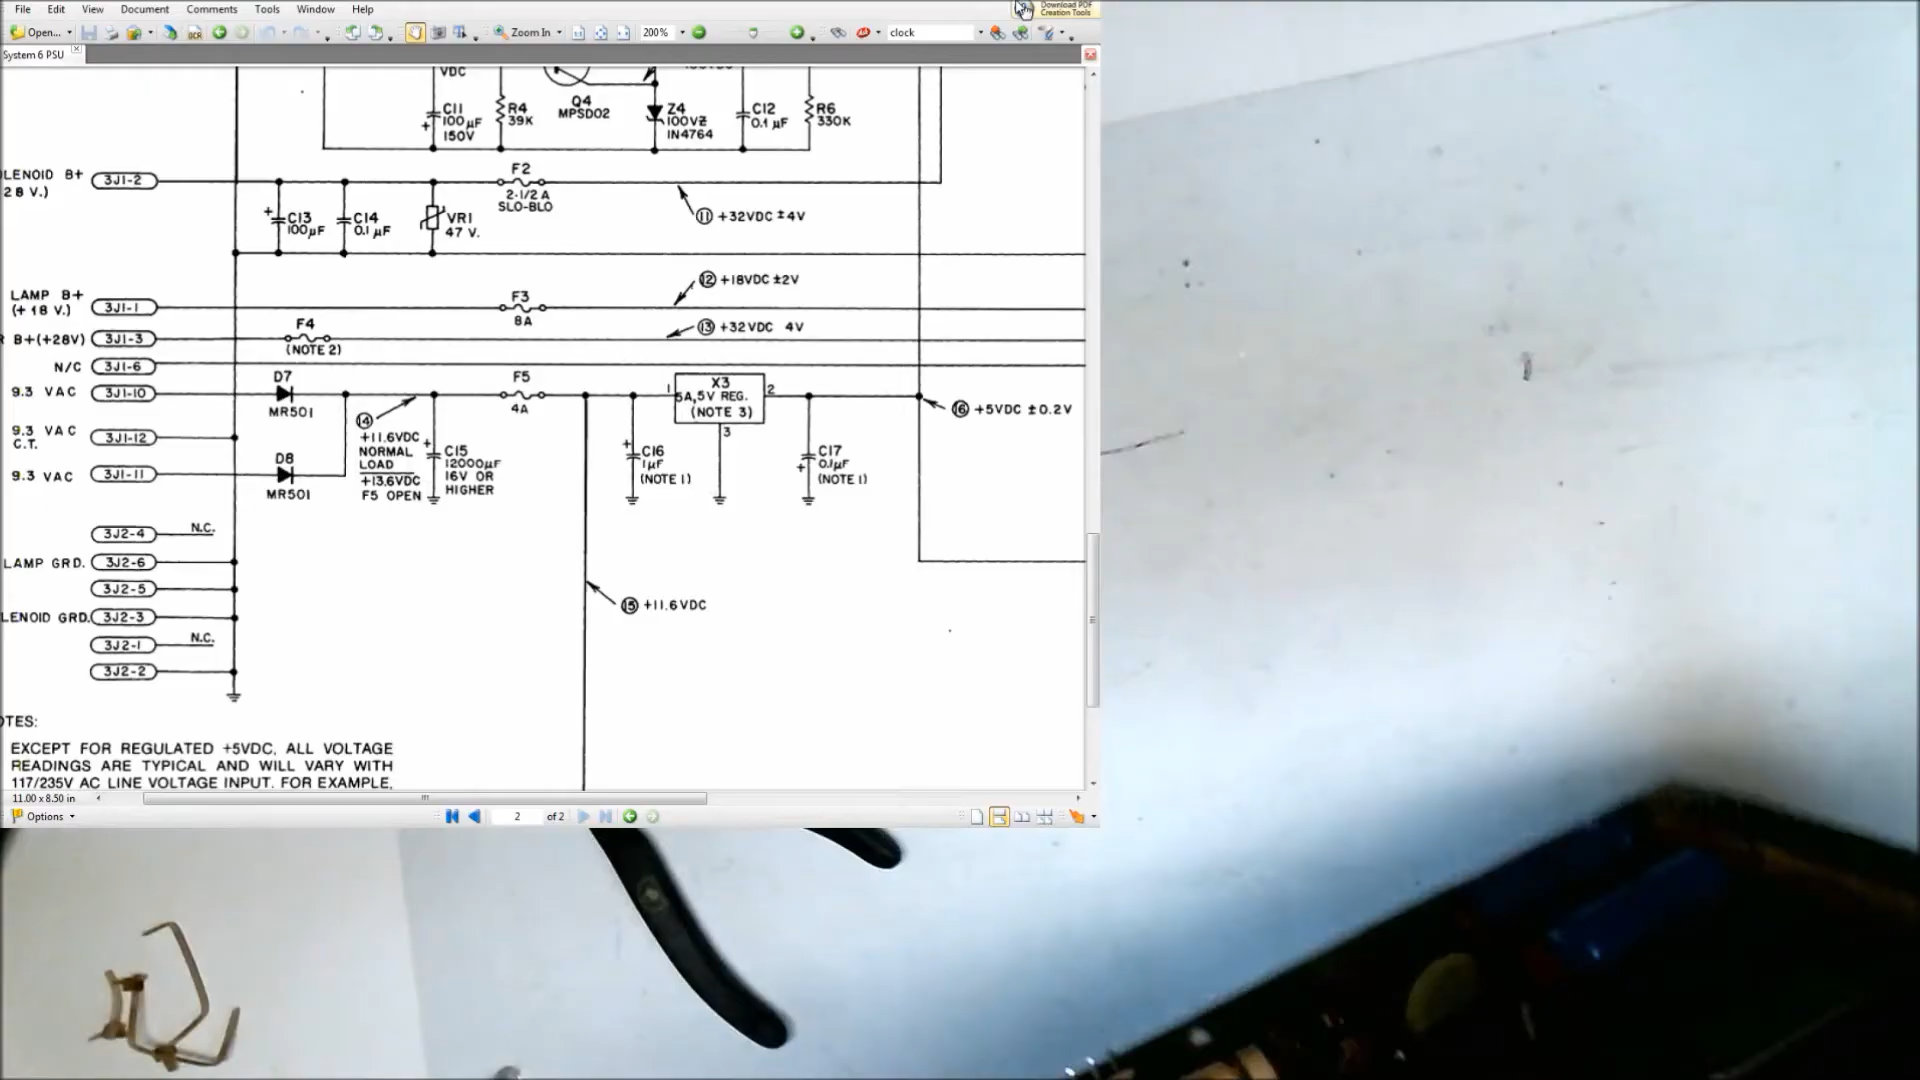 File Edit View Document Comments Tools Window Help
Download PDF
Creation Tools
Open... OCR Zoom In 200% clock
System 6 PSU
VDC
C11
100µF
150V
R4
39K
Q4
MPSD02
Z4
100VZ
IN4764
C12
0.1 µF
R6
330K
LENOID B+
28 V.)
3J1-2
F2
2-1/2 A
SLO-BLO
11 +32VDC ±4V
C13
100µF
C14
0.1 µF
VR1
47 V.
LAMP B+
(+ 18 V.)
3J1-1
F3
8A
12 +18VDC ±2V
R B+(+28V)
3J1-3
F4
(NOTE 2)
13 +32VDC 4V
N/C
3J1-6
9.3 VAC
3J1-10
D7
MR501
F5
4A
1
X3
5A,5V REG.
(NOTE 3)
2
3
16 +5VDC ±0.2V
9.3 VAC
C.T.
3J1-12
14
+11.6VDC
NORMAL
LOAD
+13.6VDC
F5 OPEN
C15
12000µF
16V OR
HIGHER
C16
1µF
(NOTE 1)
C17
0.1µF
(NOTE 1)
9.3 VAC
3J1-11
D8
MR501
3J2-4
N.C.
LAMP GRD.
3J2-6
3J2-5
LENOID GRD.
3J2-3
15 +11.6VDC
3J2-1
N.C.
3J2-2
OTES:
EXCEPT FOR REGULATED +5VDC, ALL VOLTAGE
READINGS ARE TYPICAL AND WILL VARY WITH
117/235V AC LINE VOLTAGE INPUT. FOR EXAMPLE,
11.00 x 8.50 in
Options 2 of 2